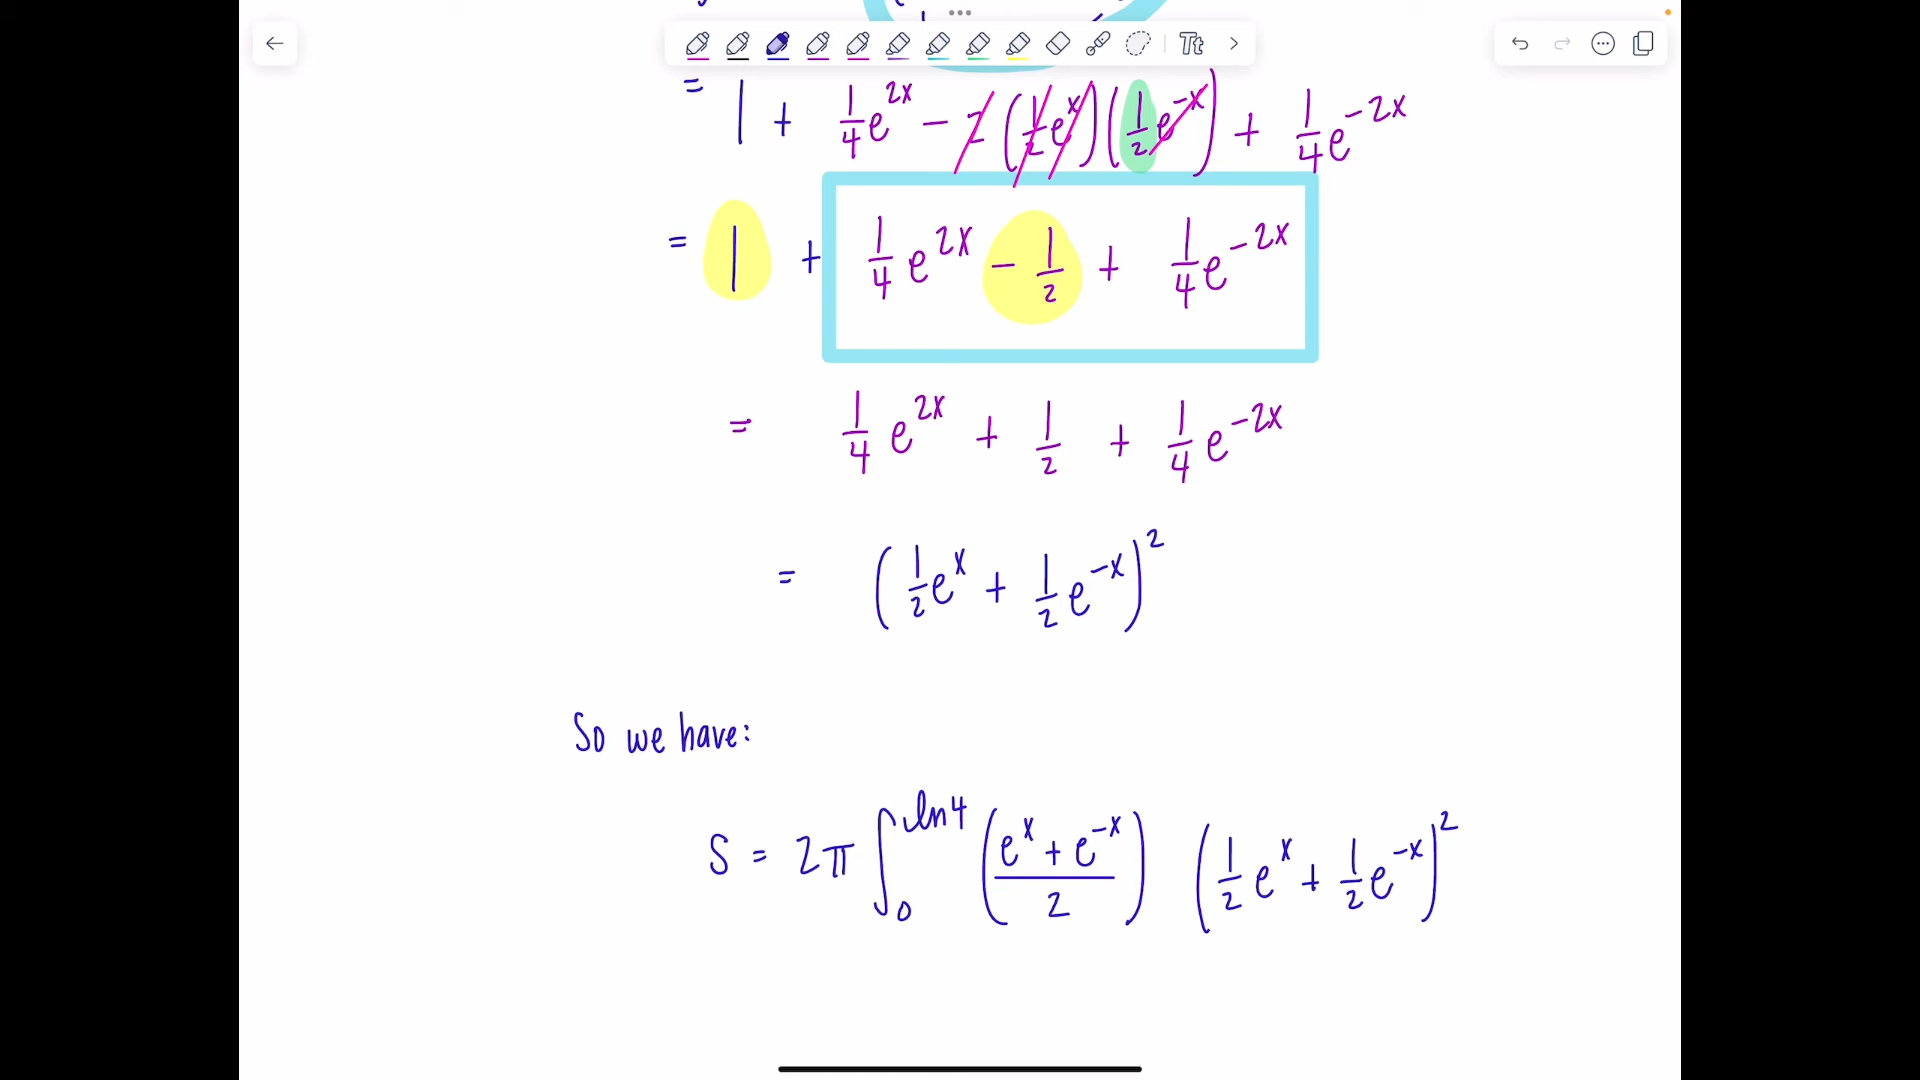 Tt
= 1 + 1/4 e^{2x} - 2 (1/2 e^x)(1/2 e^{-x}) + 1/4 e^{-2x}
= 1 + 1/4 e^{2x} - 1/2 + 1/4 e^{-2x}
= 1/4 e^{2x} + 1/2 + 1/4 e^{-2x}
= (1/2 e^x + 1/2 e^{-x})^2
So we have:
S = 2π ∫_0^{ln4} ((e^x + e^{-x})/2) (1/2 e^x + 1/2 e^{-x})^2